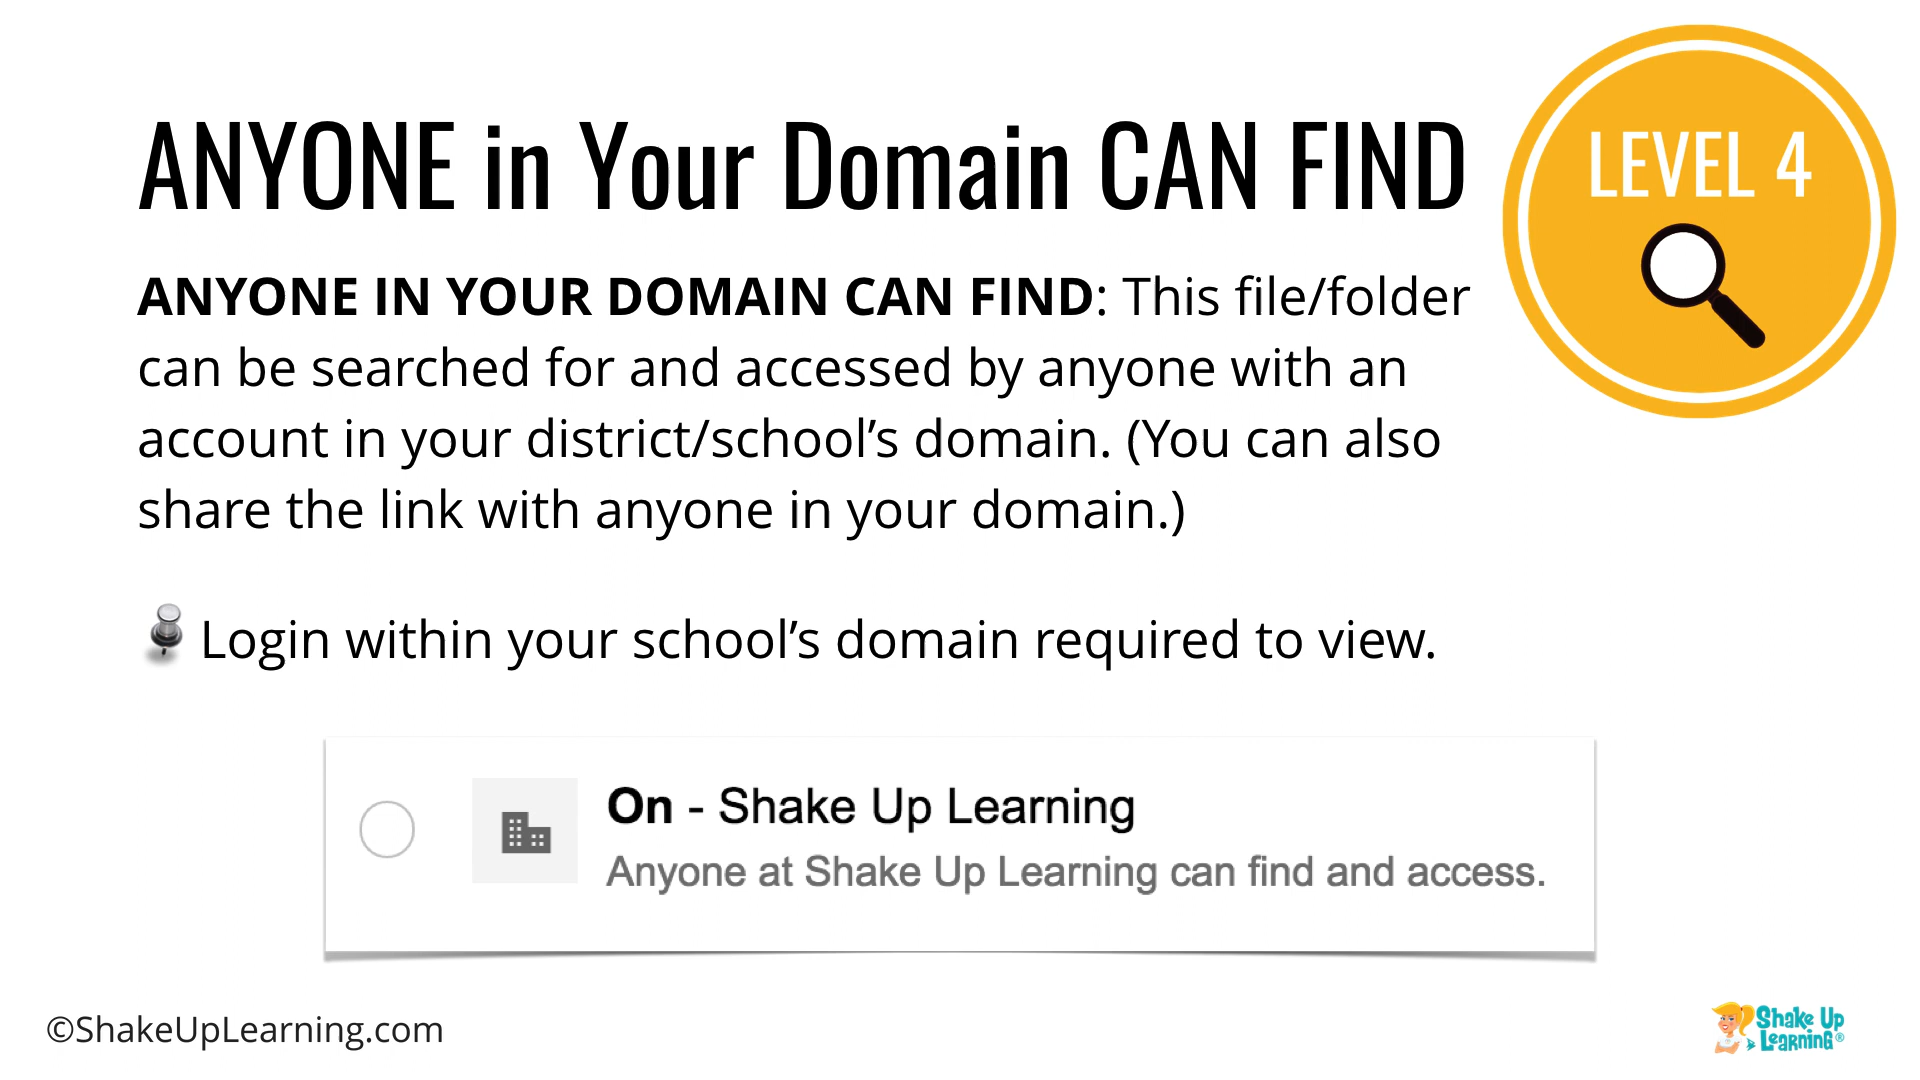 ANYONE in Your Domain CAN FIND
LEVEL 4
ANYONE IN YOUR DOMAIN CAN FIND: This file/folder
can be searched for and accessed by anyone with an
account in your district/school’s domain. (You can also
share the link with anyone in your domain.)
Login within your school’s domain required to view.
On - Shake Up Learning
Anyone at Shake Up Learning can find and access.
©ShakeUpLearning.com
Shake Up
Learning®